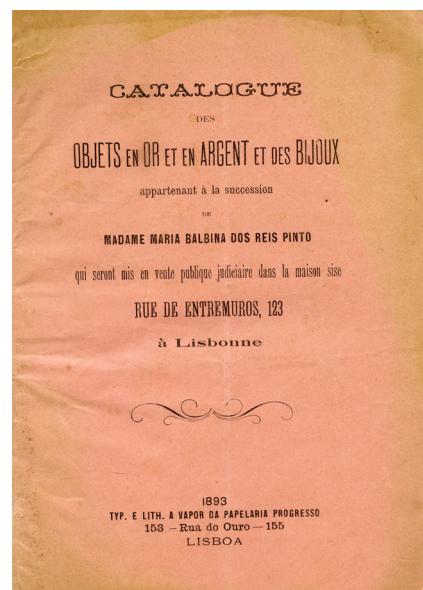 CATALOGUE
DES
OBJETS EN OR ET EN ARGENT ET DES BIJOUX
appartenant à la succession
DE
MADAME MARIA BALBINA DOS REIS PINTO
qui seront mis en vente publique judiciaire dans la maison sise
RUE DE ENTREMUROS, 123
à Lisbonne
1893
TYP. E LITH. A VAPOR DA PAPELARIA PROGRESSO
153 — Rua do Ouro — 155
LISBOA